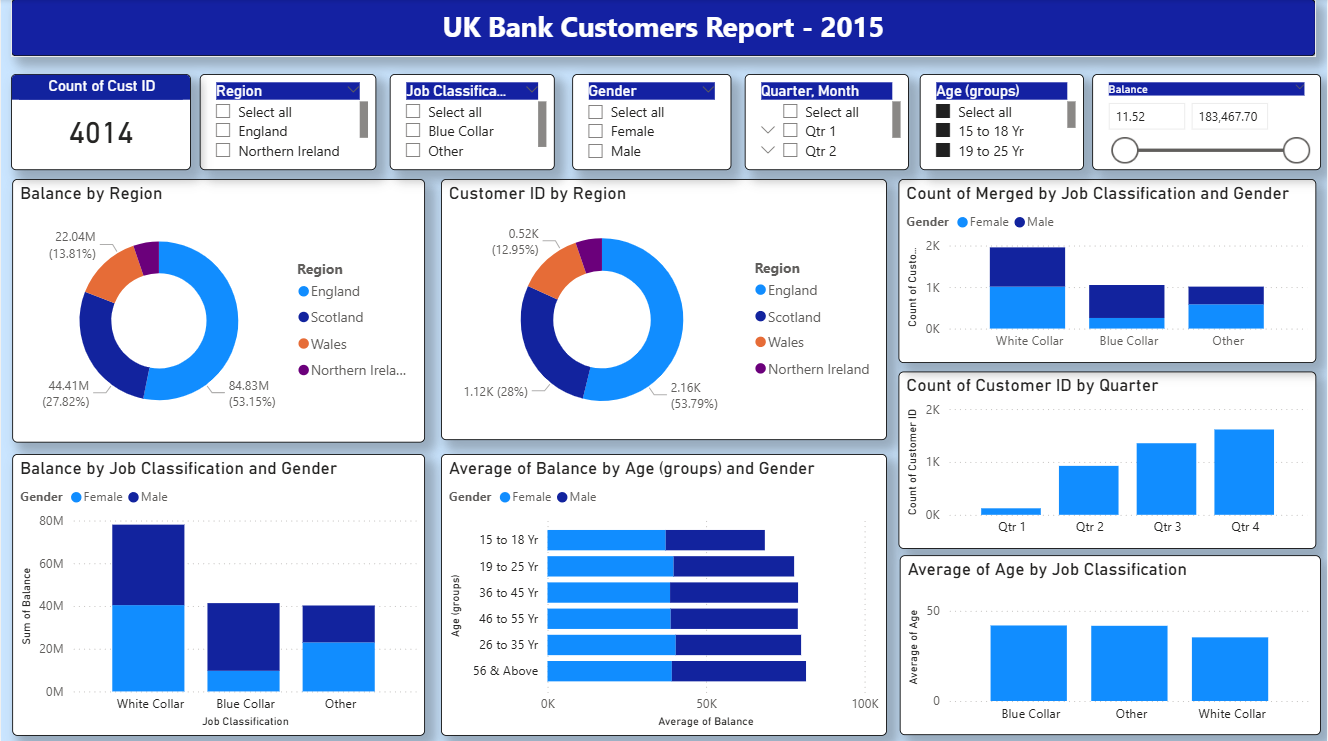 UK Bank Customers Report - 2015
Count of Cust ID
4014
Region
Select all
England
Northern Ireland
Job Classifica...
Select all
Blue Collar
Other
Gender
Select all
Female
Male
Quarter, Month
Select all
Qtr 1
Qtr 2
Age (groups)
Select all
15 to 18 Yr
19 to 25 Yr
Balance
11.52
183,467.70
Balance by Region
22.04M
(13.81%)
44.41M
(27.82%)
84.83M
(53.15%)
Region
England
Scotland
Wales
Northern Irela...
Customer ID by Region
0.52K
(12.95%)
1.12K (28%)
2.16K
(53.79%)
Region
England
Scotland
Wales
Northern Ireland
Count of Merged by Job Classification and Gender
Gender Female Male
Count of Custo...
2K
1K
0K
White Collar Blue Collar Other
Count of Customer ID by Quarter
Count of Customer ID
2K
1K
0K
Qtr 1 Qtr 2 Qtr 3 Qtr 4
Balance by Job Classification and Gender
Gender Female Male
Sum of Balance
80M
60M
40M
20M
0M
White Collar Blue Collar Other
Job Classification
Average of Balance by Age (groups) and Gender
Gender Female Male
Age (groups)
15 to 18 Yr
19 to 25 Yr
36 to 45 Yr
46 to 55 Yr
26 to 35 Yr
56 & Above
0K 50K 100K
Average of Balance
Average of Age by Job Classification
Average of Age
50
0
Blue Collar Other White Collar